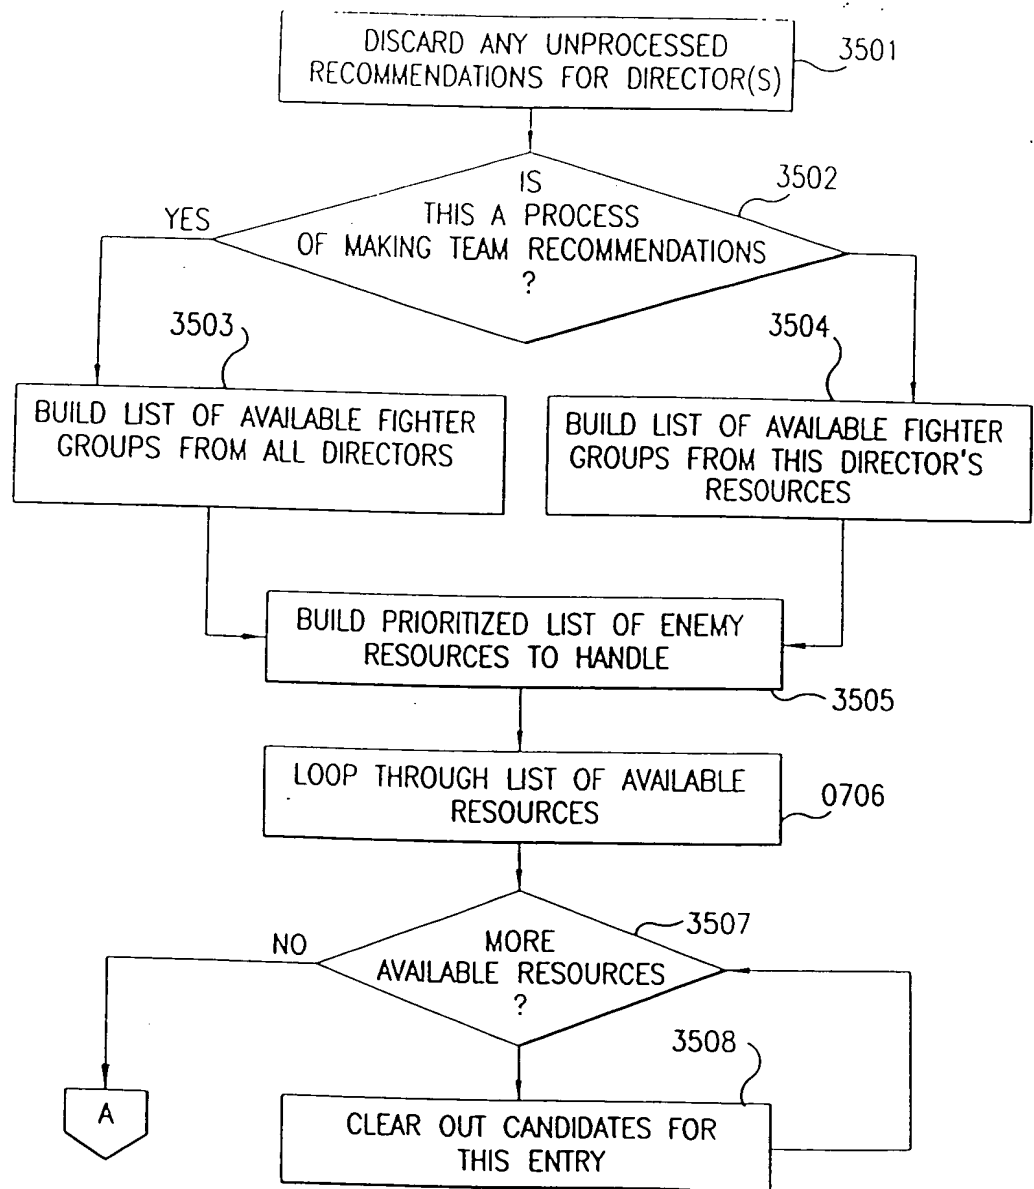 DISCARD ANY UNPROCESSED
RECOMMENDATIONS FOR DIRECTOR(S)
3501
IS
THIS A PROCESS
OF MAKING TEAM RECOMMENDATIONS
?
3502
YES
3503
3504
BUILD LIST OF AVAILABLE FIGHTER
GROUPS FROM ALL DIRECTORS
BUILD LIST OF AVAILABLE FIGHTER
GROUPS FROM THIS DIRECTOR'S
RESOURCES
BUILD PRIORITIZED LIST OF ENEMY
RESOURCES TO HANDLE
3505
LOOP THROUGH LIST OF AVAILABLE
RESOURCES
0706
3507
NO
MORE
AVAILABLE RESOURCES
?
3508
A
CLEAR OUT CANDIDATES FOR
THIS ENTRY